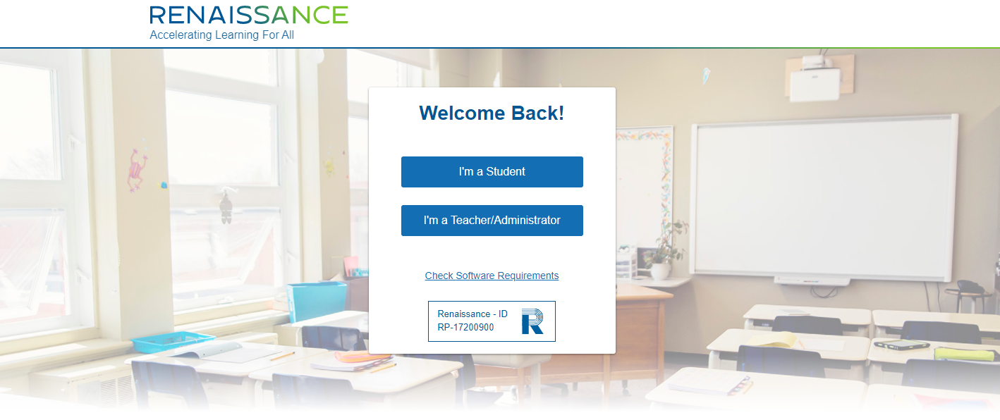 RENAISSANCE
Accelerating Learning For All
Welcome Back!
I'm a Student
I'm a Teacher/Administrator
Check Software Requirements
Renaissance - ID
RP-17200900
R